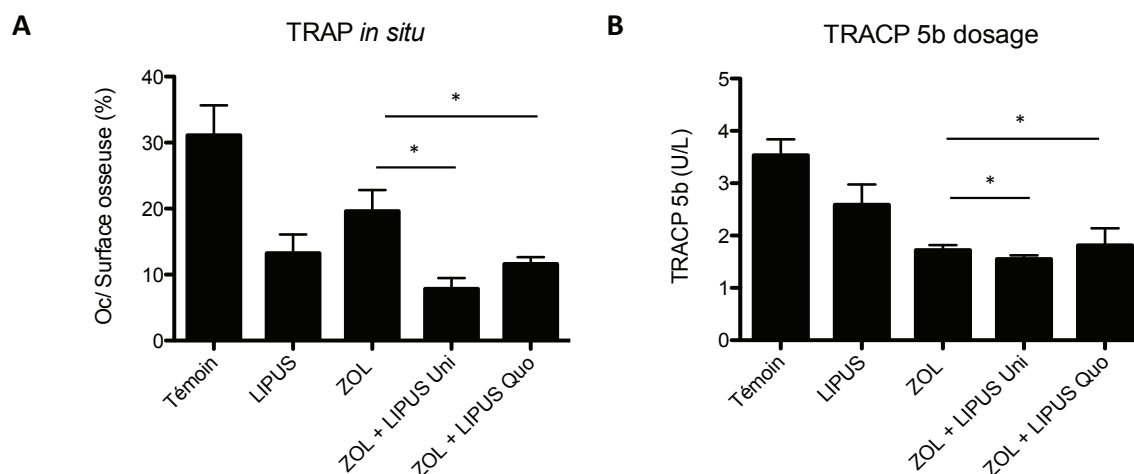 A
TRAP in situ
Oc/ Surface osseuse (%)
40
30
20
10
0
*
*
Témoin
LIPUS
ZOL
ZOL + LIPUS Uni
ZOL + LIPUS Quo
B
TRACP 5b dosage
TRACP 5b (U/L)
5
4
3
2
1
0
*
*
Témoin
LIPUS
ZOL
ZOL + LIPUS Uni
ZOL + LIPUS Quo